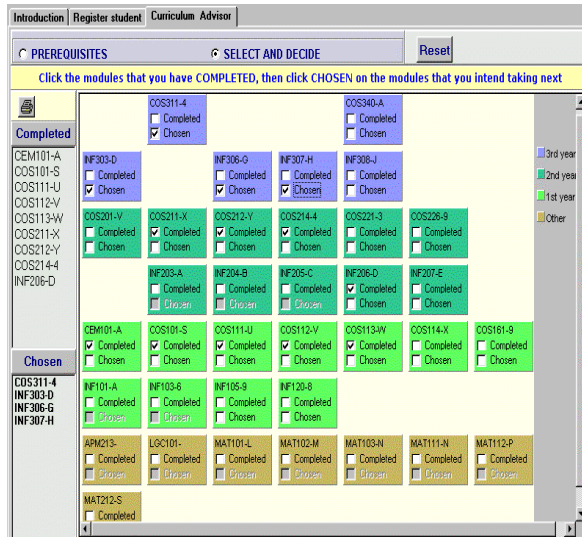 Introduction Register student Curriculum Advisor
PREREQUISITES SELECT AND DECIDE Reset
Click the modules that you have COMPLETED, then click CHOSEN on the modules that you intend taking next
Completed
CEM101-A
COS101-S
COS111-U
COS112-V
COS113-W
COS211-X
COS212-Y
COS214-4
INF206-D
Chosen
COS311-4
INF303-D
INF306-G
INF307-H
COS311-4 COS340-A
Completed Completed
Chosen Chosen
INF303-D INF306-G INF307-H INF308-J
Completed Completed Completed Completed
Chosen Chosen Chosen Chosen
COS201-V COS211-X COS212-Y COS214-4 COS221-3 COS226-9
Completed Completed Completed Completed Completed Completed
Chosen Chosen Chosen Chosen Chosen Chosen
INF203-A INF204-B INF205-C INF206-D INF207-E
Completed Completed Completed Completed Completed
Chosen Chosen Chosen Chosen Chosen
CEM101-A COS101-S COS111-U COS112-V COS113-W COS114-X COS161-9
Completed Completed Completed Completed Completed Completed Completed
Chosen Chosen Chosen Chosen Chosen Chosen Chosen
INF101-A INF103-6 INF105-9 INF120-8
Completed Completed Completed Completed
Chosen Chosen Chosen Chosen
APM213- LGC101- MAT101-L MAT102-M MAT103-N MAT111-N MAT112-P
Completed Completed Completed Completed Completed Completed Completed
Chosen Chosen Chosen Chosen Chosen Chosen Chosen
MAT212-S
Completed
3rd year
2nd year
1st year
Other